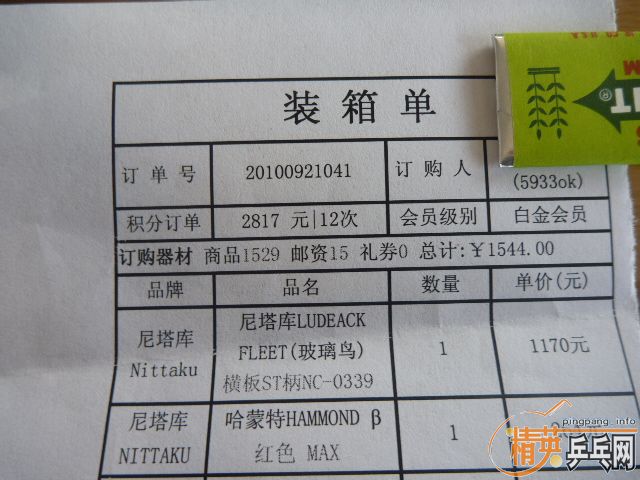 装 箱 单
订 单 号 20100921041 订 购 人 (5933ok)
积分订单 2817 元|12次 会员级别 白金会员
订购器材 商品1529 邮资15 礼券0 总计:￥1544.00
品牌 品名 数量 单价(元)
尼塔库 Nittaku
尼塔库LUDEACK
FLEET(玻璃鸟)
横板ST柄NC-0339
1
1170元
尼塔库
NITTAKU
哈蒙特HAMMOND β
红色 MAX
1
pingpang.info
精英乒乓网